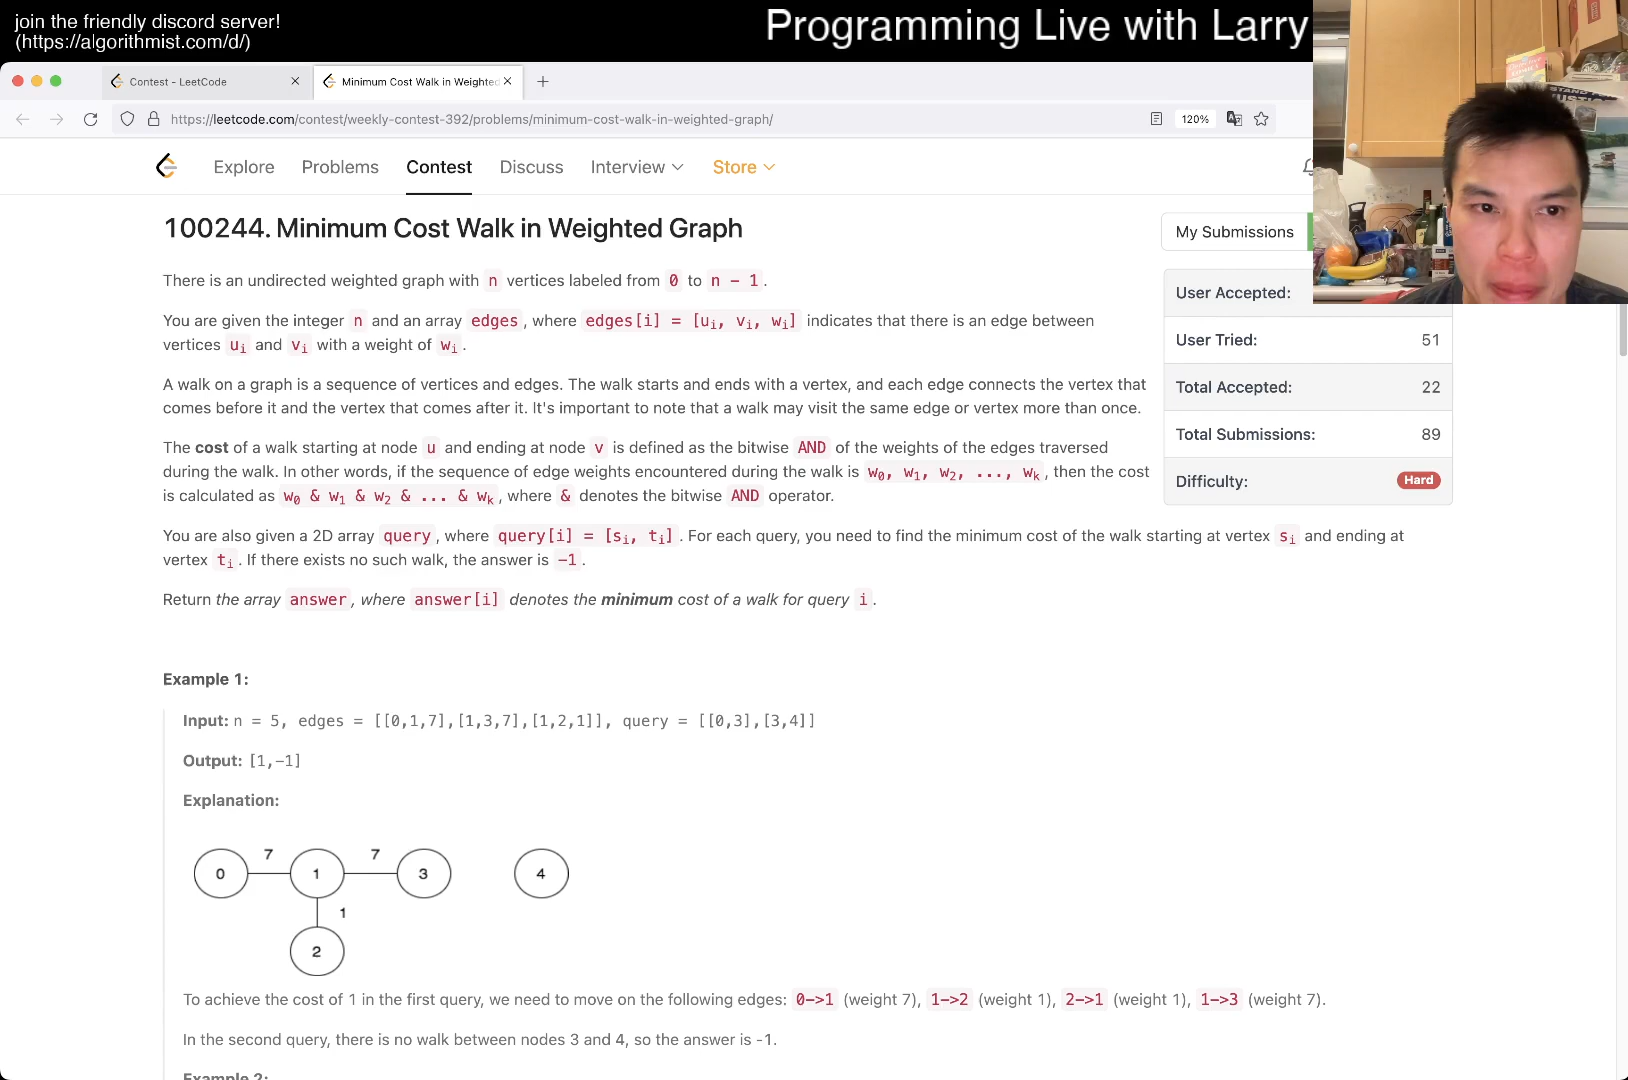 join the friendly discord server!
(https://algorithmist.com/d/)
Programming Live with Larry
Contest - LeetCode
Minimum Cost Walk in Weighted
https://leetcode.com/contest/weekly-contest-392/problems/minimum-cost-walk-in-weighted-graph/
120%
Explore
Problems
Contest
Discuss
Interview
Store
100244. Minimum Cost Walk in Weighted Graph
My Submissions
There is an undirected weighted graph with n vertices labeled from 0 to n - 1.
You are given the integer n and an array edges, where edges[i] = [uᵢ, vᵢ, wᵢ] indicates that there is an edge between
vertices uᵢ and vᵢ with a weight of wᵢ.
A walk on a graph is a sequence of vertices and edges. The walk starts and ends with a vertex, and each edge connects the vertex that
comes before it and the vertex that comes after it. It's important to note that a walk may visit the same edge or vertex more than once.
The cost of a walk starting at node u and ending at node v is defined as the bitwise AND of the weights of the edges traversed
during the walk. In other words, if the sequence of edge weights encountered during the walk is w₀, w₁, w₂, ..., wₖ, then the cost
is calculated as w₀ & w₁ & w₂ & ... & wₖ, where & denotes the bitwise AND operator.
You are also given a 2D array query, where query[i] = [sᵢ, tᵢ]. For each query, you need to find the minimum cost of the walk starting at vertex sᵢ and ending at
vertex tᵢ. If there exists no such walk, the answer is -1.
Return the array answer, where answer[i] denotes the minimum cost of a walk for query i.
User Accepted:
User Tried: 51
Total Accepted: 22
Total Submissions: 89
Difficulty: Hard
Example 1:
Input: n = 5, edges = [[0,1,7],[1,3,7],[1,2,1]], query = [[0,3],[3,4]]
Output: [1,-1]
Explanation:
7 7
0 1 3 4
1
2
To achieve the cost of 1 in the first query, we need to move on the following edges: 0->1 (weight 7), 1->2 (weight 1), 2->1 (weight 1), 1->3 (weight 7).
In the second query, there is no walk between nodes 3 and 4, so the answer is -1.
Example 2: